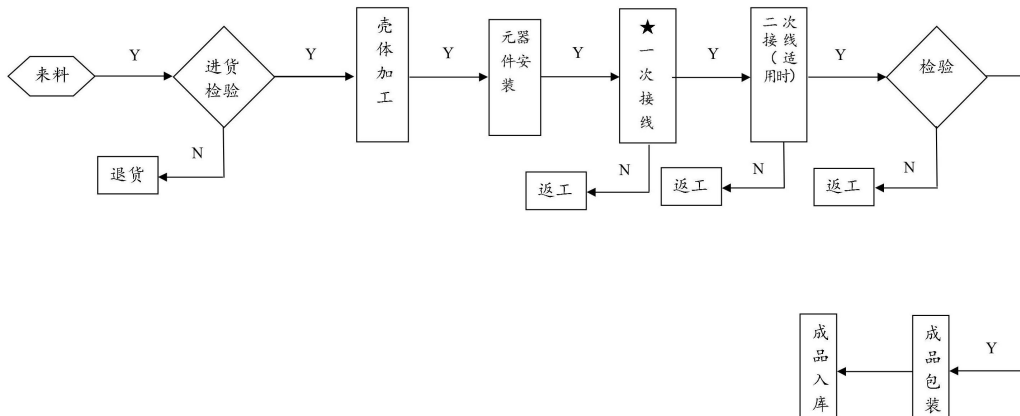 来料
Y
进货
检验
Y
壳
体
加
工
Y
元器
件安
装
Y
★
一
次
接
线
Y
二次
接线
（适
用时）
Y
检验
N
退货
N
返工
N
返工
N
返工
Y
成
品
包
装
成
品
入
库